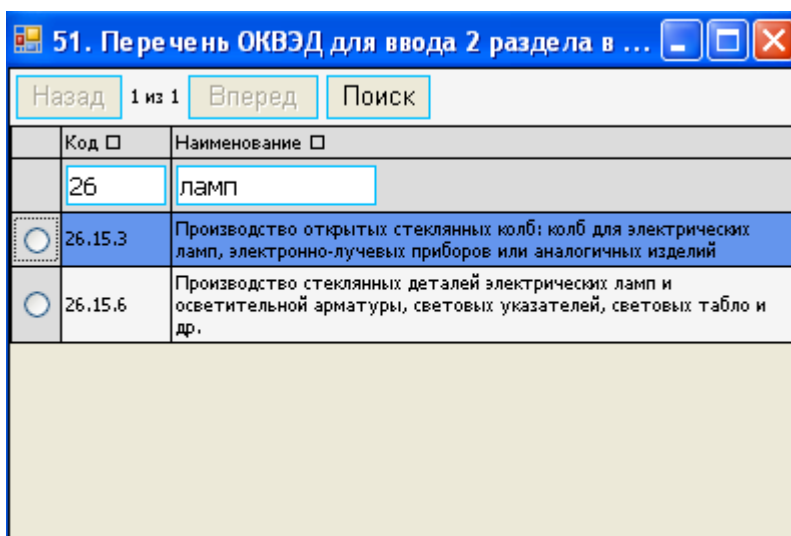 51. Перечень ОКВЭД для ввода 2 раздела в ...
Назад 1 из 1 Вперед Поиск
Код Наименование
26 ламп
26.15.3 Производство открытых стеклянных колб: колб для электрических
ламп, электронно-лучевых приборов или аналогичных изделий
26.15.6 Производство стеклянных деталей электрических ламп и
осветительной арматуры, световых указателей, световых табло и
др.